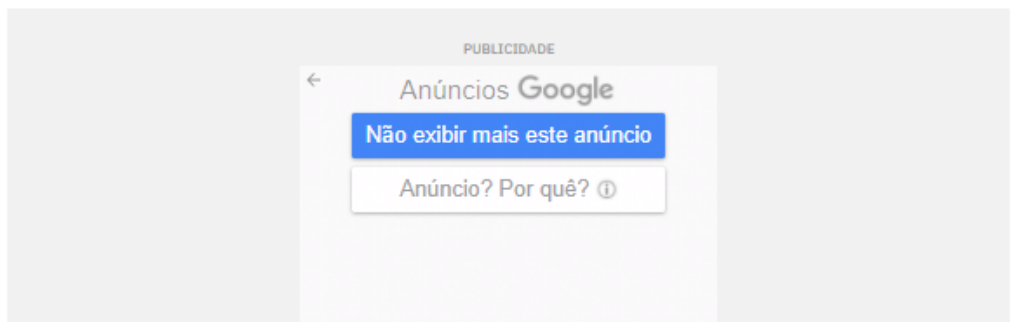 PUBLICIDADE
Anúncios Google
Não exibir mais este anúncio
Anúncio? Por quê?